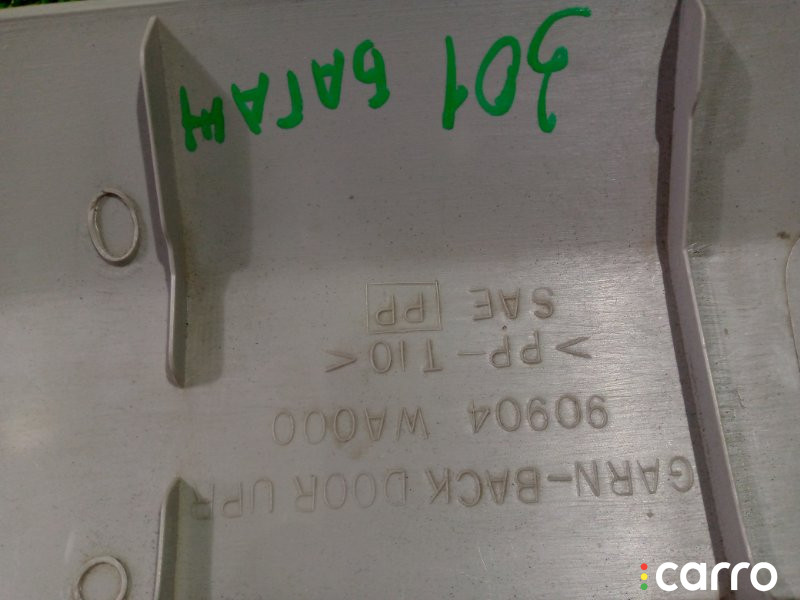 GARN-BACK DOOR UPR
90904 WA000
>PP-T10<
SAE PP
301 БАГАЖ
carro